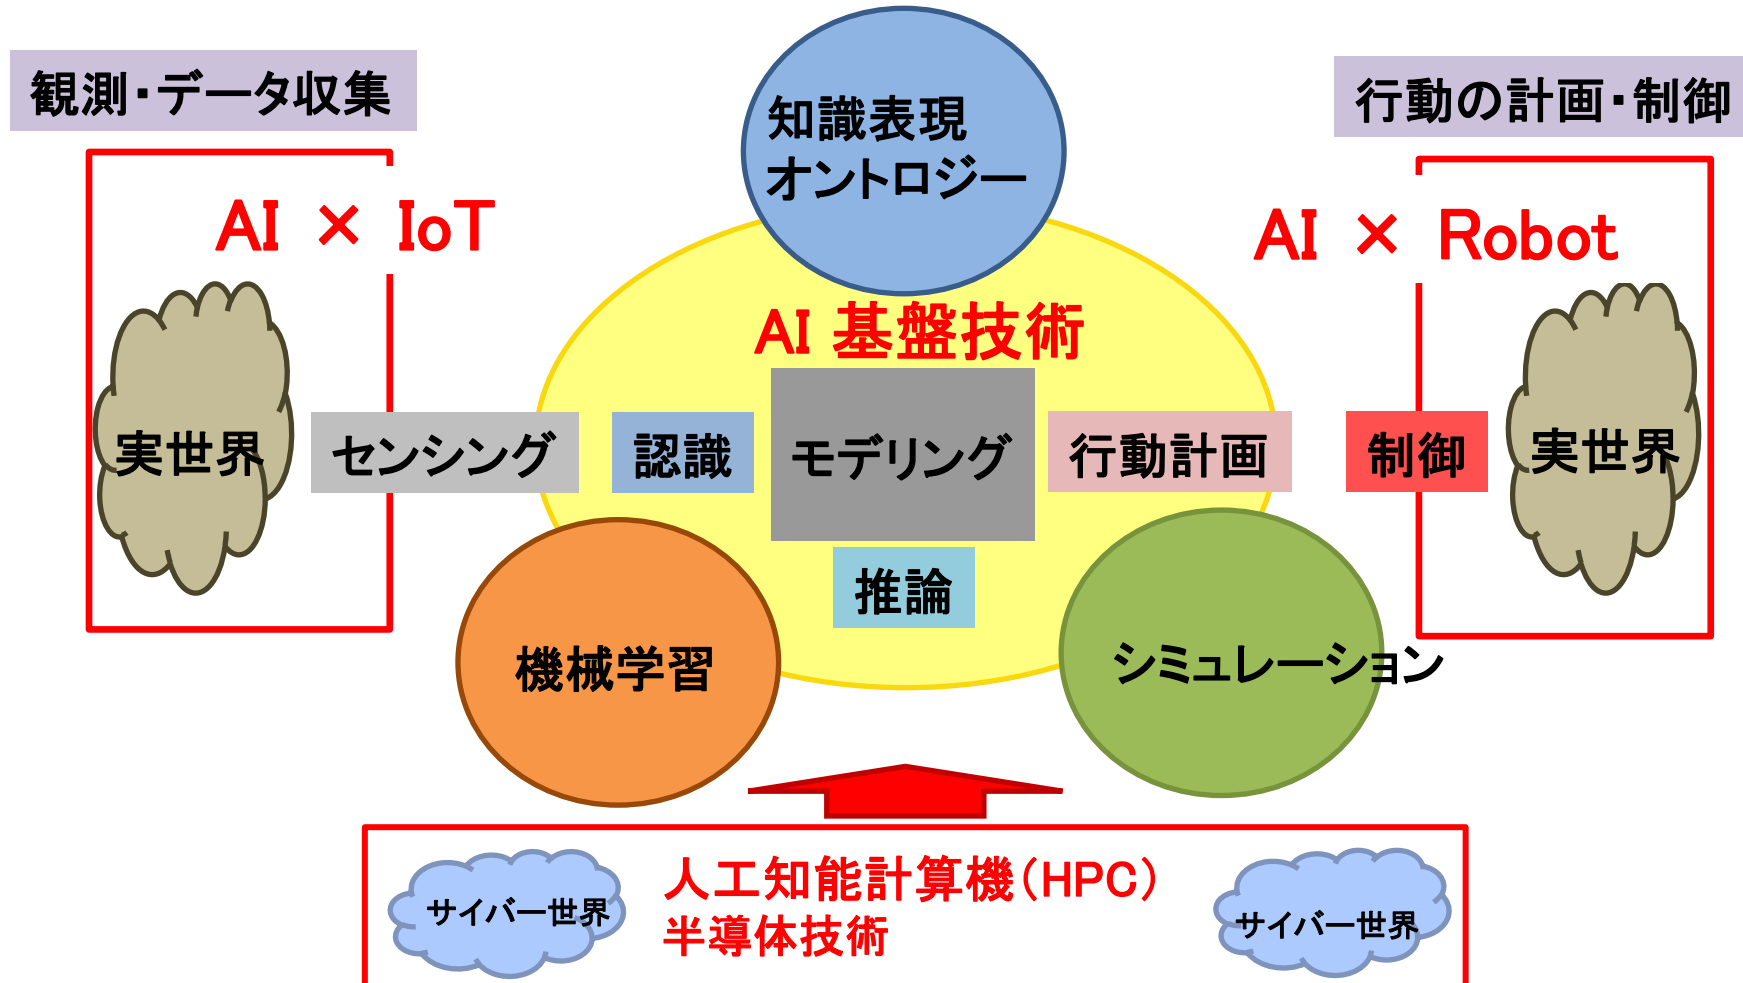 観測・データ収集
行動の計画・制御
知識表現
オントロジー
AI × IoT
AI × Robot
AI 基盤技術
実世界
センシング
認識
モデリング
行動計画
制御
実世界
推論
機械学習
シミュレーション
人工知能計算機（HPC）
半導体技術
サイバー世界
サイバー世界